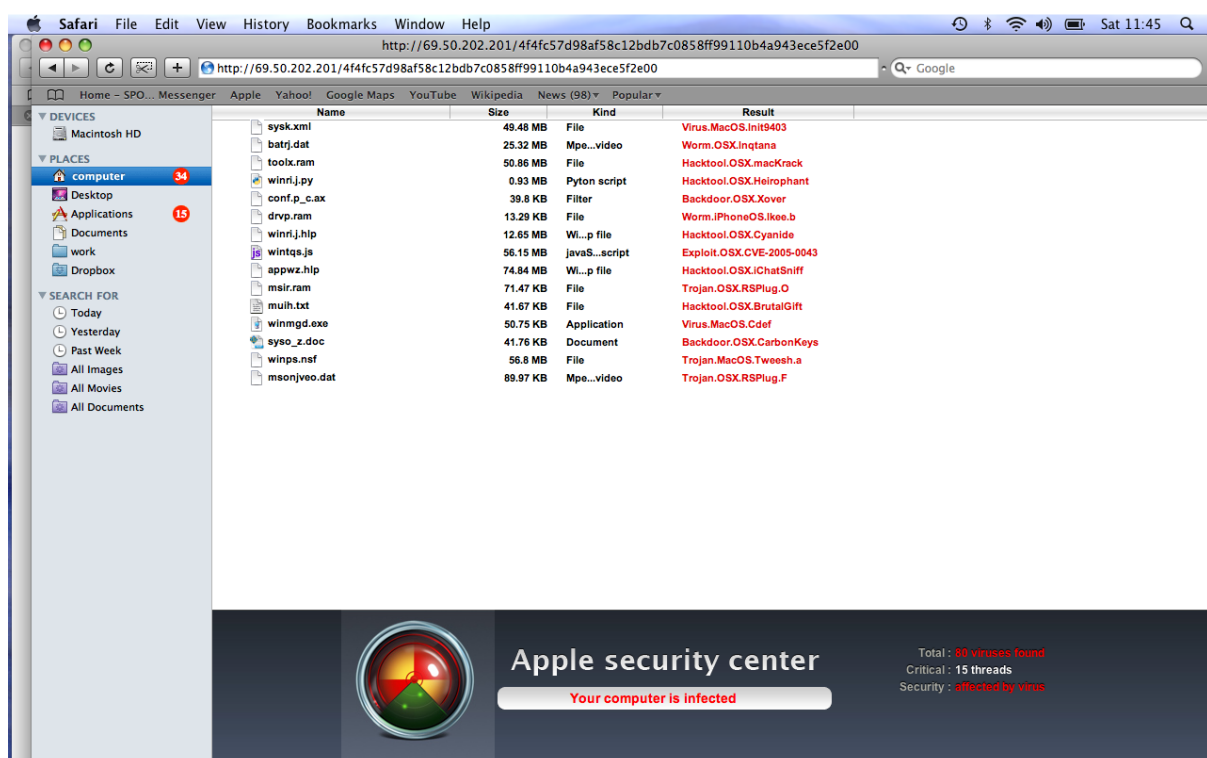 Safari File Edit View History Bookmarks Window Help Sat 11:45
http://69.50.202.201/4f4fc57d98af58c12bdb7c0858ff99110b4a943ece5f2e00
http://69.50.202.201/4f4fc57d98af58c12bdb7c0858ff99110b4a943ece5f2e00 Google
Home – SPO... Messenger Apple Yahoo! Google Maps YouTube Wikipedia News (98) Popular
DEVICES
Macintosh HD
PLACES
computer 34
Desktop
Applications 15
Documents
work
Dropbox
SEARCH FOR
Today
Yesterday
Past Week
All Images
All Movies
All Documents
Name Size Kind Result
sysk.xml 49.48 MB File Virus.MacOS.Init9403
batrj.dat 25.32 MB Mpe...video Worm.OSX.Inqtana
toolx.ram 50.86 MB File Hacktool.OSX.macKrack
winri.j.py 0.93 MB Pyton script Hacktool.OSX.Heirophant
conf.p_c.ax 39.8 KB Filter Backdoor.OSX.Xover
drvp.ram 13.29 KB File Worm.iPhoneOS.Ikee.b
winri.j.hlp 12.65 MB Wi...p file Hacktool.OSX.Cyanide
wintqs.js 56.15 MB javaS...script Exploit.OSX.CVE-2005-0043
appwz.hlp 74.84 MB Wi...p file Hacktool.OSX.iChatSniff
msir.ram 71.47 KB File Trojan.OSX.RSPlug.O
muih.txt 41.67 KB File Hacktool.OSX.BrutalGift
winmgd.exe 50.75 KB Application Virus.MacOS.Cdef
syso_z.doc 41.76 KB Document Backdoor.OSX.CarbonKeys
winps.nsf 56.8 MB File Trojan.MacOS.Tweesh.a
msonjveo.dat 89.97 KB Mpe...video Trojan.OSX.RSPlug.F
Apple security center
Your computer is infected
Total : 80 viruses found
Critical : 15 threads
Security : affected by virus